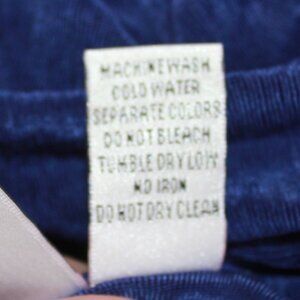 MACHINE WASH
COLD WATER
SEPARATE COLORS
DO NOT BLEACH
TUMBLE DRY LOW
NO IRON
DO NOT DRY CLEAN